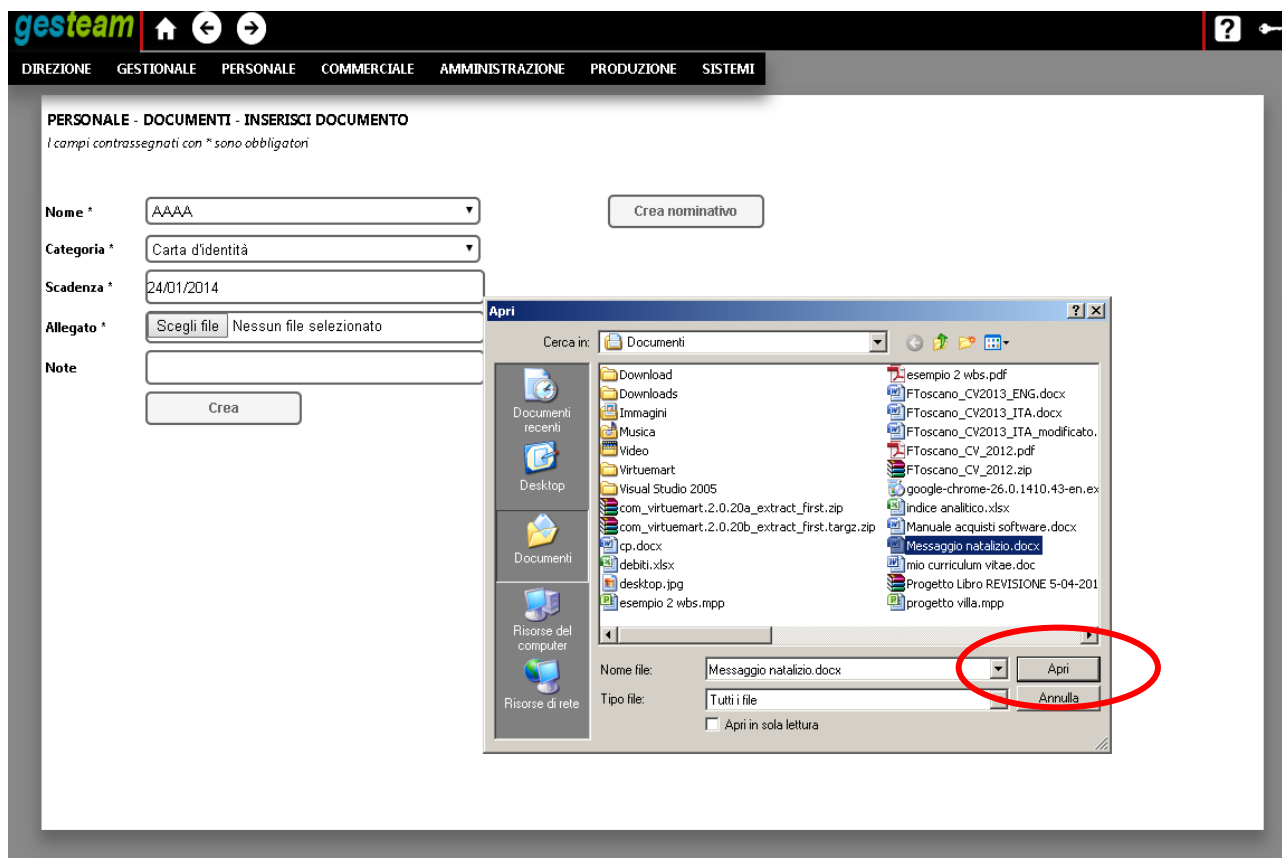 gesteam ?
DIREZIONE GESTIONALE PERSONALE COMMERCIALE AMMINISTRAZIONE PRODUZIONE SISTEMI
PERSONALE - DOCUMENTI - INSERISCI DOCUMENTO
I campi contrassegnati con * sono obbligatori
Nome * AAAA Crea nominativo
Categoria * Carta d'identità
Scadenza * 24/01/2014
Allegato * Scegli file Nessun file selezionato
Note
Crea
Apri
Cerca in: Documenti
Documenti recenti
Desktop
Documenti
Risorse del computer
Risorse di rete
Download
Downloads
Immagini
Musica
Video
Virtuemart
Visual Studio 2005
com_virtuemart.2.0.20a_extract_first.zip
com_virtuemart.2.0.20b_extract_first.targz.zip
cp.docx
debiti.xlsx
desktop.jpg
esempio 2 wbs.mpp
esempio 2 wbs.pdf
FToscano_CV2013_ENG.docx
FToscano_CV2013_ITA.docx
FToscano_CV2013_ITA_modificato.
FToscano_CV_2012.pdf
FToscano_CV_2012.zip
google-chrome-26.0.1410.43-en.ex
indice analitico.xlsx
Manuale acquisti software.docx
Messaggio natalizio.docx
mio curriculum vitae.doc
Progetto Libro REVISIONE 5-04-201
progetto villa.mpp
Nome file: Messaggio natalizio.docx Apri
Tipo file: Tutti i file Annulla
Apri in sola lettura